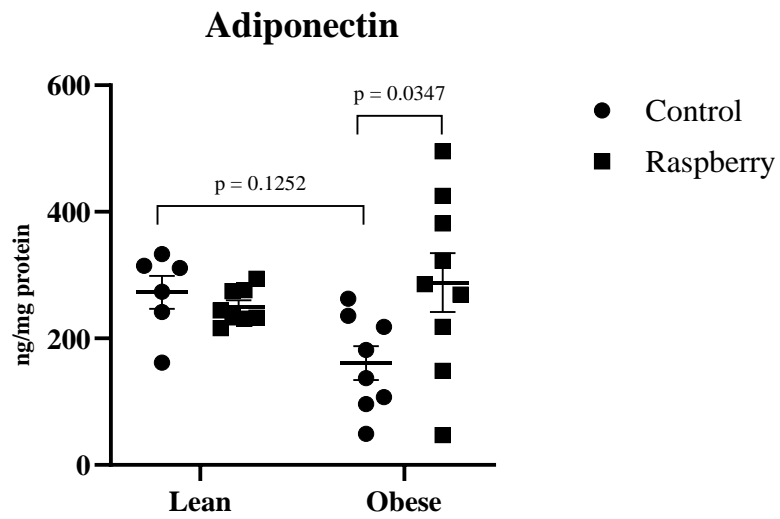 Adiponectin
600
400
200
0
ng/mg protein
p = 0.0347
p = 0.1252
Control
Raspberry
Lean
Obese